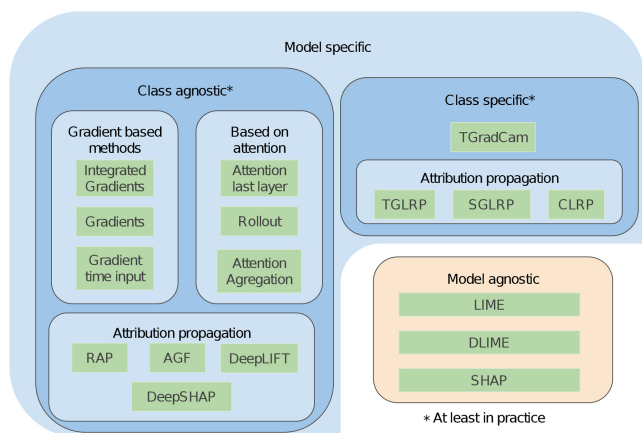 Model specific
Class agnostic*
Gradient based
methods
Integrated
Gradients
Gradients
Gradient
time input
Based on
attention
Attention
last layer
Rollout
Attention
Agregation
Attribution propagation
RAP
AGF
DeepLIFT
DeepSHAP
Class specific*
TGradCam
Attribution propagation
TGLRP
SGLRP
CLRP
Model agnostic
LIME
DLIME
SHAP
* At least in practice